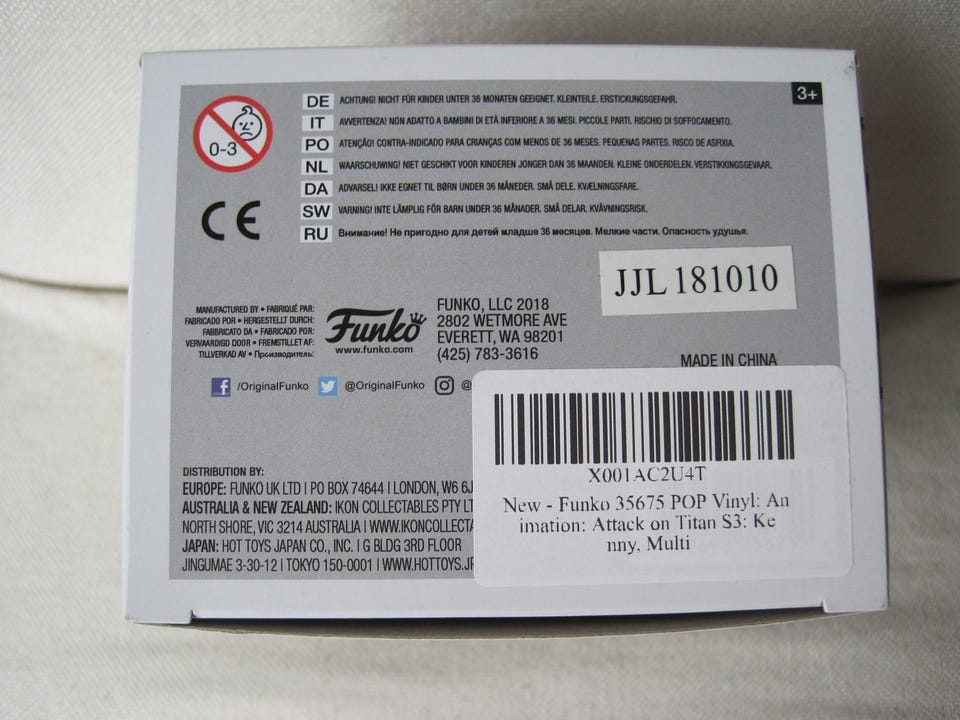 3+
0-3
DE ACHTUNG! NICHT FÜR KINDER UNTER 36 MONATEN GEEIGNET. KLEINTEILE. ERSTICKUNGSGEFAHR.
IT AVVERTENZA! NON ADATTO A BAMBINI DI ETÀ INFERIORE A 36 MESI. PICCOLE PARTI. RISCHIO DI SOFFOCAMENTO.
PO ATENÇÃO! CONTRA-INDICADO PARA CRIANÇAS COM MENOS DE 36 MESES. PEQUENAS PARTES. RISCO DE ASFIXIA.
NL WAARSCHUWING! NIET GESCHIKT VOOR KINDEREN JONGER DAN 36 MAANDEN. KLEINE ONDERDELEN. VERSTIKKINGSGEVAAR.
DA ADVARSEL! IKKE EGNET TIL BØRN UNDER 36 MÅNEDER. SMÅ DELE. KVÆLNINGSFARE.
SW VARNING! INTE LÄMPLIG FÖR BARN UNDER 36 MÅNADER. SMÅ DELAR. KVÄVNINGSRISK.
RU Внимание! Не пригодно для детей младше 36 месяцев. Мелкие части. Опасность удушья.
CE
JJL 181010
MANUFACTURED BY • FABRIQUÉ PAR:
FABRICADO POR • HERGESTELLT DURCH:
FABBRICATO DA • FABRICADO POR:
VERVAARDIGD DOOR • FREMSTILLET AF:
TILLVERKAD AV • Производитель:
Funko
www.funko.com
FUNKO, LLC 2018
2802 WETMORE AVE
EVERETT, WA 98201
(425) 783-3616
MADE IN CHINA
/OriginalFunko @OriginalFunko @
DISTRIBUTION BY:
EUROPE: FUNKO UK LTD | PO BOX 74644 | LONDON, W6 6J
AUSTRALIA & NEW ZEALAND: IKON COLLECTABLES PTY LT
NORTH SHORE, VIC 3214 AUSTRALIA | WWW.IKONCOLLECTA
JAPAN: HOT TOYS JAPAN CO., INC. | G BLDG 3RD FLOOR
JINGUMAE 3-30-12 | TOKYO 150-0001 | WWW.HOTTOYS.JP
X001AC2U4T
New - Funko 35675 POP Vinyl: An
imation: Attack on Titan S3: Ke
nny, Multi